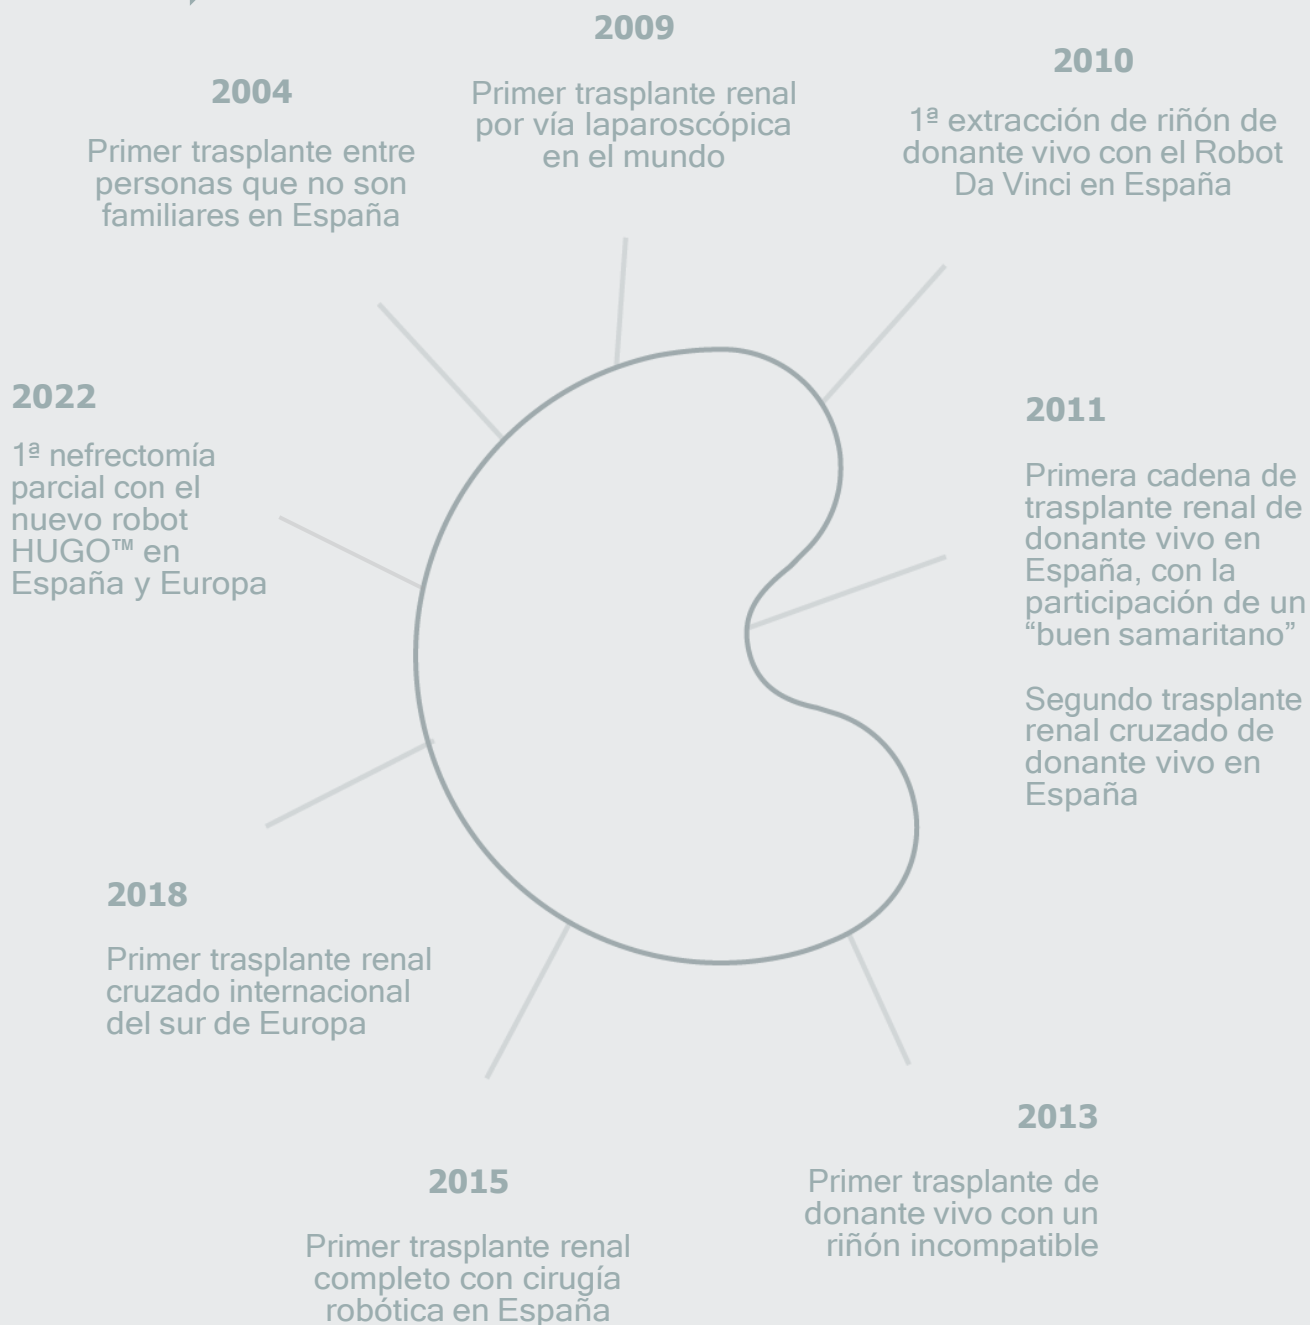 2004
Primer trasplante entre
personas que no son
familiares en España
2009
Primer trasplante renal
por vía laparoscópica
en el mundo
2010
1ª extracción de riñón de
donante vivo con el Robot
Da Vinci en España
2011
Primera cadena de
trasplante renal de
donante vivo en
España, con la
participación de un
“buen samaritano”
Segundo trasplante
renal cruzado de
donante vivo en
España
2013
Primer trasplante de
donante vivo con un
riñón incompatible
2015
Primer trasplante renal
completo con cirugía
robótica en España
2018
Primer trasplante renal
cruzado internacional
del sur de Europa
2022
1ª nefrectomía
parcial con el
nuevo robot
HUGO™ en
España y Europa